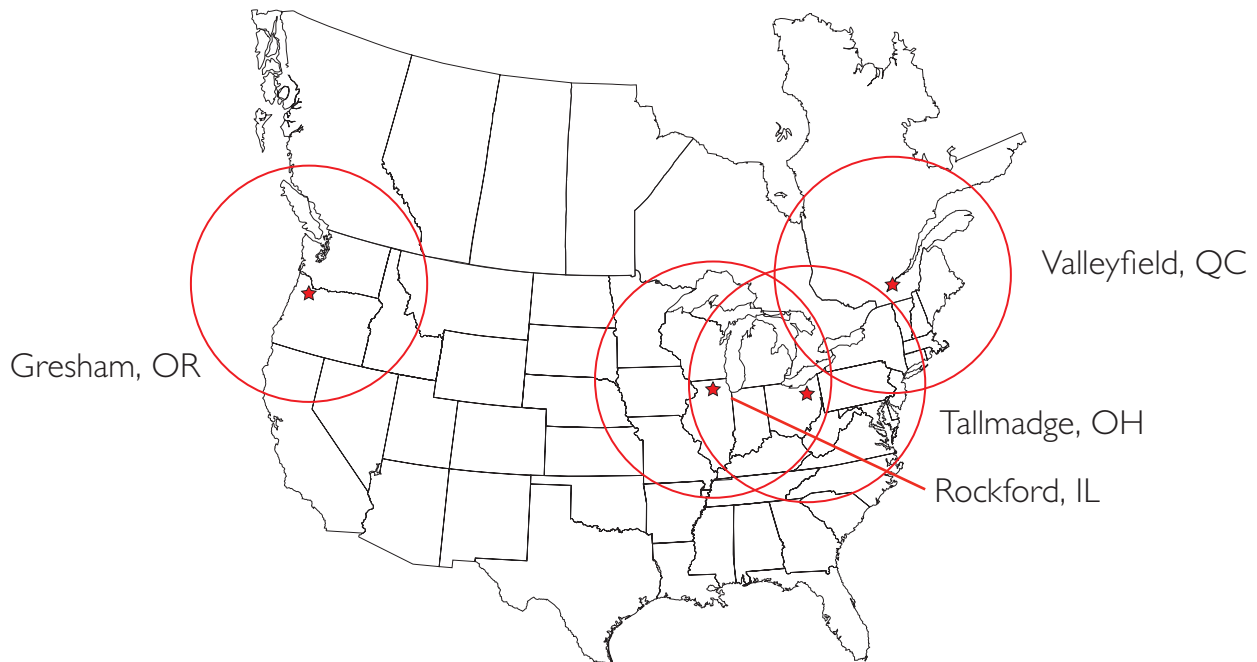 Valleyfield, QC
Gresham, OR
Tallmadge, OH
Rockford, IL